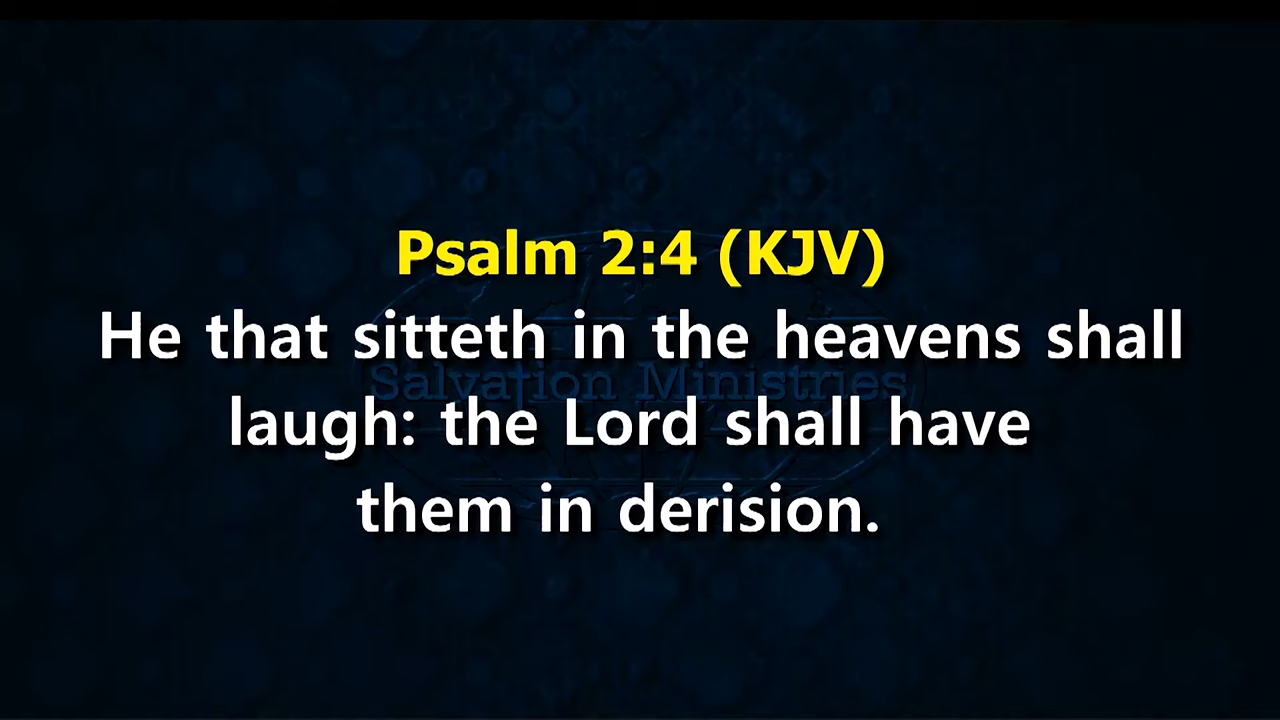 Psalm 2:4 (KJV)
He that sitteth in the heavens shall
Salvation Ministries
laugh: the Lord shall have
them in derision.